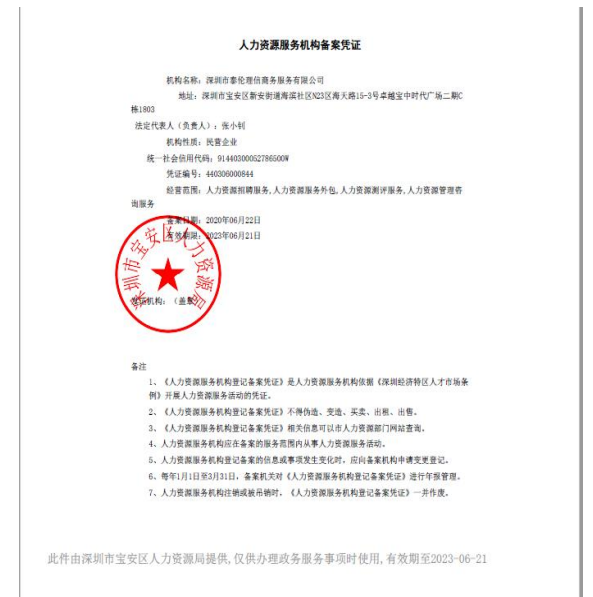 人力资源服务机构备案凭证
机构名称：深圳市泰伦理信商务服务有限公司
地址：深圳市宝安区新安街道海滨社区N23区海天路15-3号卓越宝中时代广场二期C
栋1803
法定代表人（负责人）：张小钊
机构性质：民营企业
统一社会信用代码：91440300052786500W
凭证编号：440306000844
经营范围：人力资源招聘服务,人力资源服务外包,人力资源测评服务,人力资源管理咨
询服务
备案日期：2020年06月22日
有效期限：2023年06月21日
深圳市宝安区人力资源局
发证机构：（盖章）
备注
1、《人力资源服务机构登记备案凭证》是人力资源服务机构依据《深圳经济特区人才市场条
例》开展人力资源服务活动的凭证。
2、《人力资源服务机构登记备案凭证》不得伪造、变造、买卖、出租、出售。
3、《人力资源服务机构登记备案凭证》相关信息可以市人力资源部门网站查询。
4、人力资源服务机构应在备案的服务范围内从事人力资源服务活动。
5、人力资源服务机构登记备案的信息或事项发生变化时，应向备案机构申请变更登记。
6、每年1月1日至3月31日，备案机关对《人力资源服务机构登记备案凭证》进行年报管理。
7、人力资源服务机构注销或被吊销时，《人力资源服务机构登记备案凭证》一并作废。
此件由深圳市宝安区人力资源局提供,仅供办理政务服务事项时使用,有效期至2023-06-21